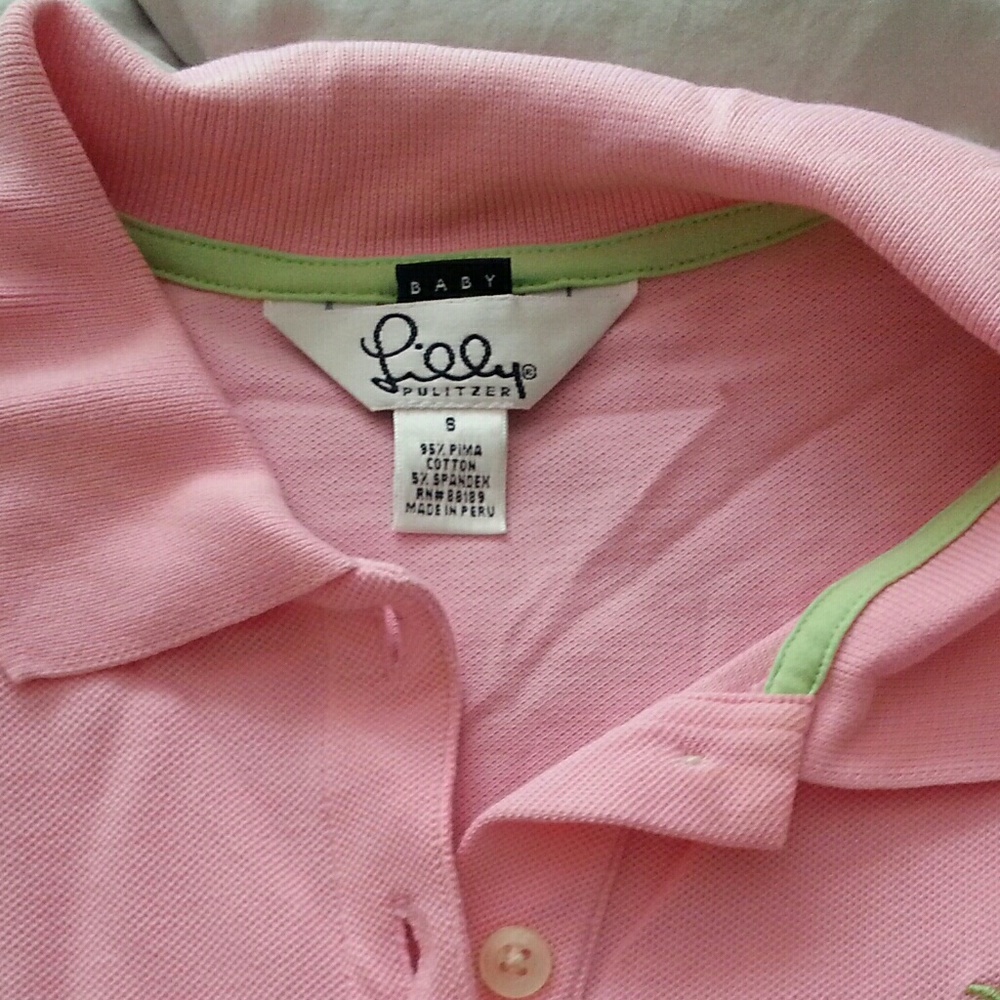 BABY
Lilly®
PULITZER
S
95% PIMA
COTTON
5% SPANDEX
RN#88189
MADE IN PERU